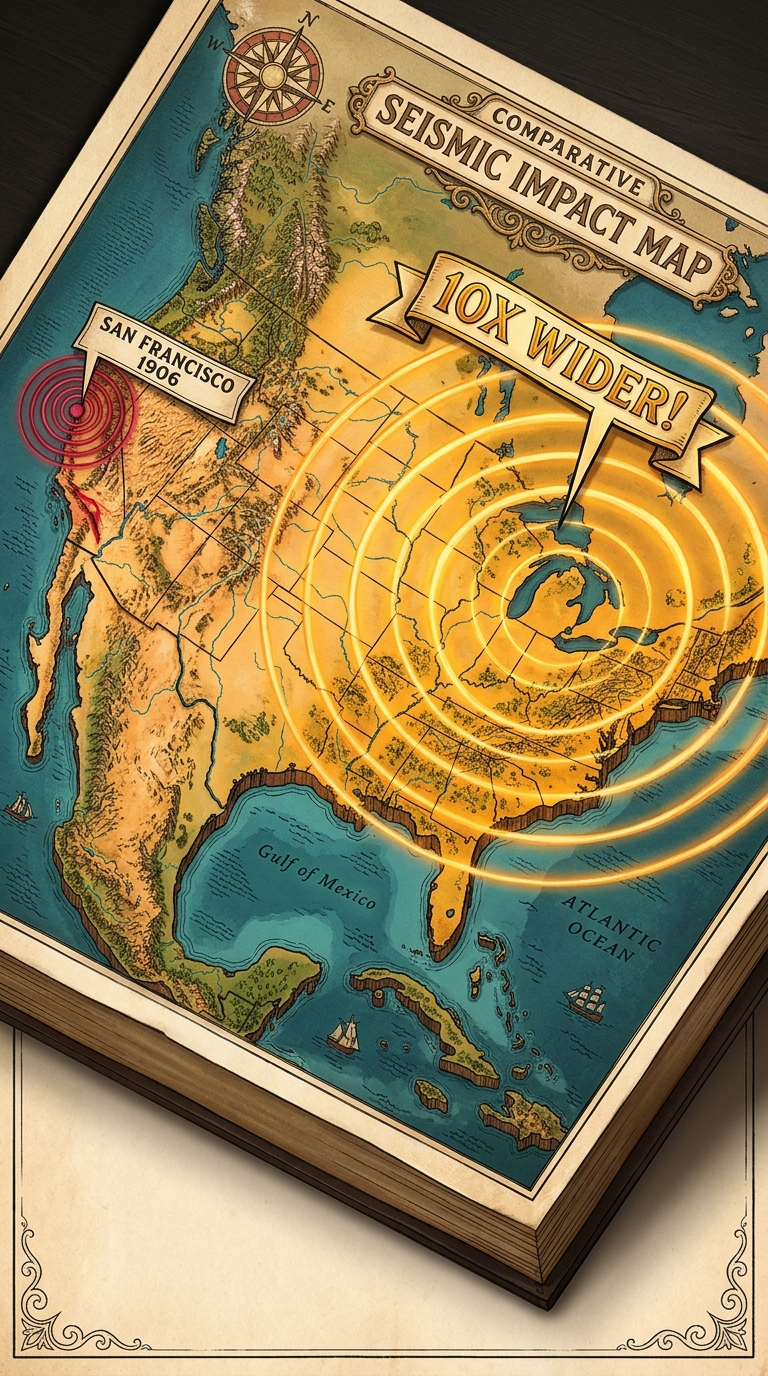 N
W
E
COMPARATIVE
SEISMIC IMPACT MAP
10X WIDER!
SAN FRANCISCO
1906
Gulf of Mexico
ATLANTIC
OCEAN